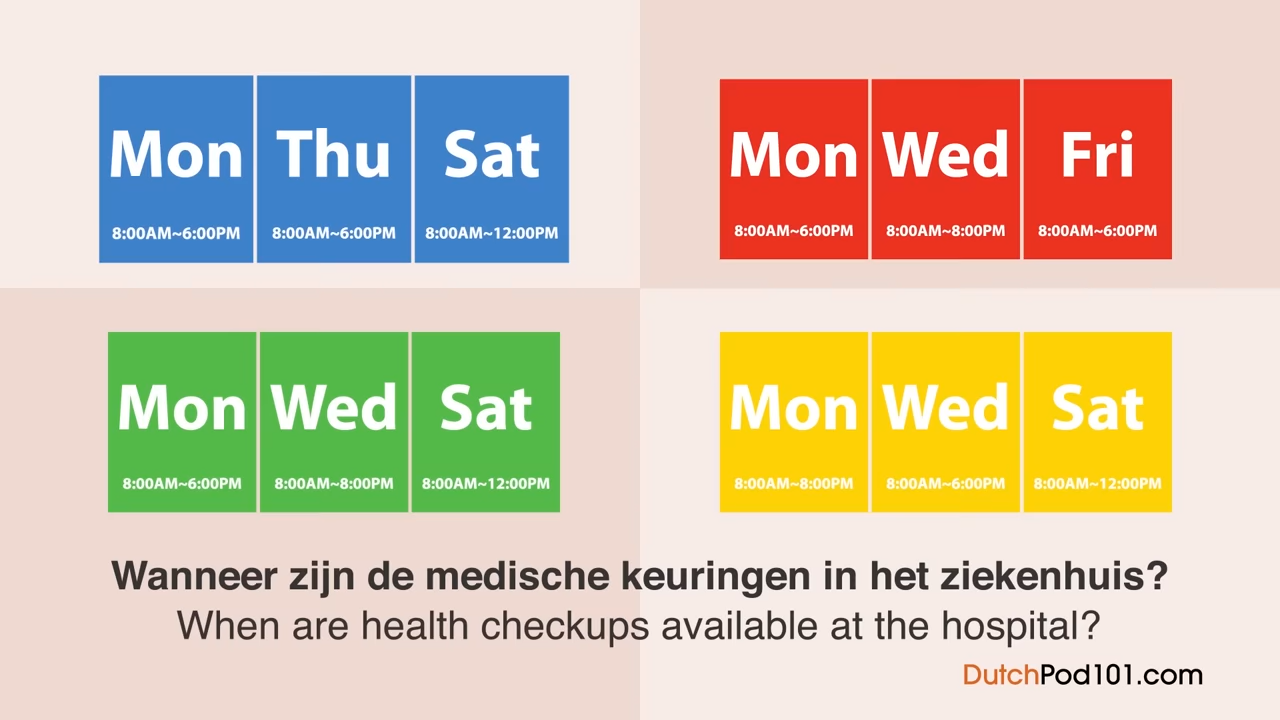 Mon Thu Sat
8:00AM~6:00PM 8:00AM~6:00PM 8:00AM~12:00PM
Mon Wed Fri
8:00AM~6:00PM 8:00AM~8:00PM 8:00AM~6:00PM
Mon Wed Sat
8:00AM~6:00PM 8:00AM~8:00PM 8:00AM~12:00PM
Mon Wed Sat
8:00AM~8:00PM 8:00AM~6:00PM 8:00AM~12:00PM
Wanneer zijn de medische keuringen in het ziekenhuis?
When are health checkups available at the hospital?
DutchPod101.com